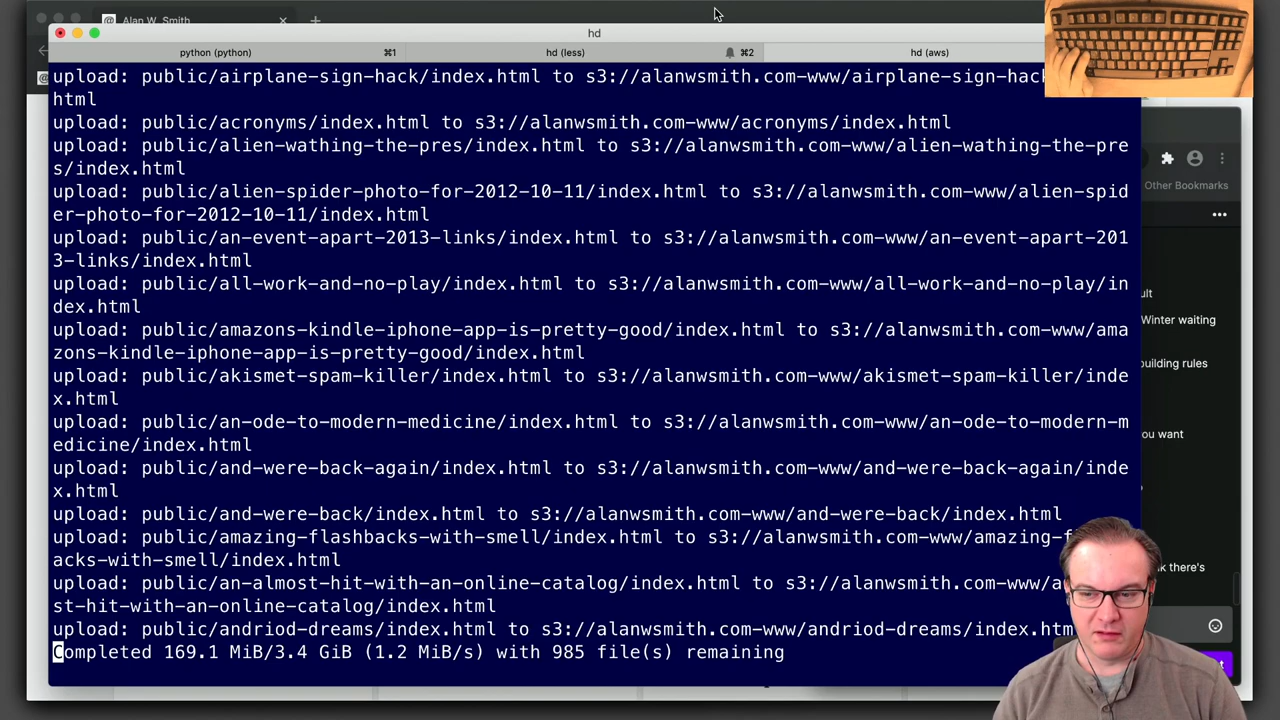 Alan W. Smith
hd
python (python) ⌘1
hd (less) ⌘2
hd (aws)
upload: public/airplane-sign-hack/index.html to s3://alanwsmith.com-www/airplane-sign-hack
html
upload: public/acronyms/index.html to s3://alanwsmith.com-www/acronyms/index.html
upload: public/alien-wathing-the-pres/index.html to s3://alanwsmith.com-www/alien-wathing-the-pre
s/index.html
upload: public/alien-spider-photo-for-2012-10-11/index.html to s3://alanwsmith.com-www/alien-spid
er-photo-for-2012-10-11/index.html
upload: public/an-event-apart-2013-links/index.html to s3://alanwsmith.com-www/an-event-apart-201
3-links/index.html
upload: public/all-work-and-no-play/index.html to s3://alanwsmith.com-www/all-work-and-no-play/in
dex.html
upload: public/amazons-kindle-iphone-app-is-pretty-good/index.html to s3://alanwsmith.com-www/ama
zons-kindle-iphone-app-is-pretty-good/index.html
upload: public/akismet-spam-killer/index.html to s3://alanwsmith.com-www/akismet-spam-killer/inde
x.html
upload: public/an-ode-to-modern-medicine/index.html to s3://alanwsmith.com-www/an-ode-to-modern-m
edicine/index.html
upload: public/and-were-back-again/index.html to s3://alanwsmith.com-www/and-were-back-again/inde
x.html
upload: public/and-were-back/index.html to s3://alanwsmith.com-www/and-were-back/index.html
upload: public/amazing-flashbacks-with-smell/index.html to s3://alanwsmith.com-www/amazing-f
acks-with-smell/index.html
upload: public/an-almost-hit-with-an-online-catalog/index.html to s3://alanwsmith.com-www/a
st-hit-with-an-online-catalog/index.html
upload: public/andriod-dreams/index.html to s3://alanwsmith.com-www/andriod-dreams/index.htm
Completed 169.1 MiB/3.4 GiB (1.2 MiB/s) with 985 file(s) remaining
Other Bookmarks
ult
Winter waiting
building rules
you want
k there's